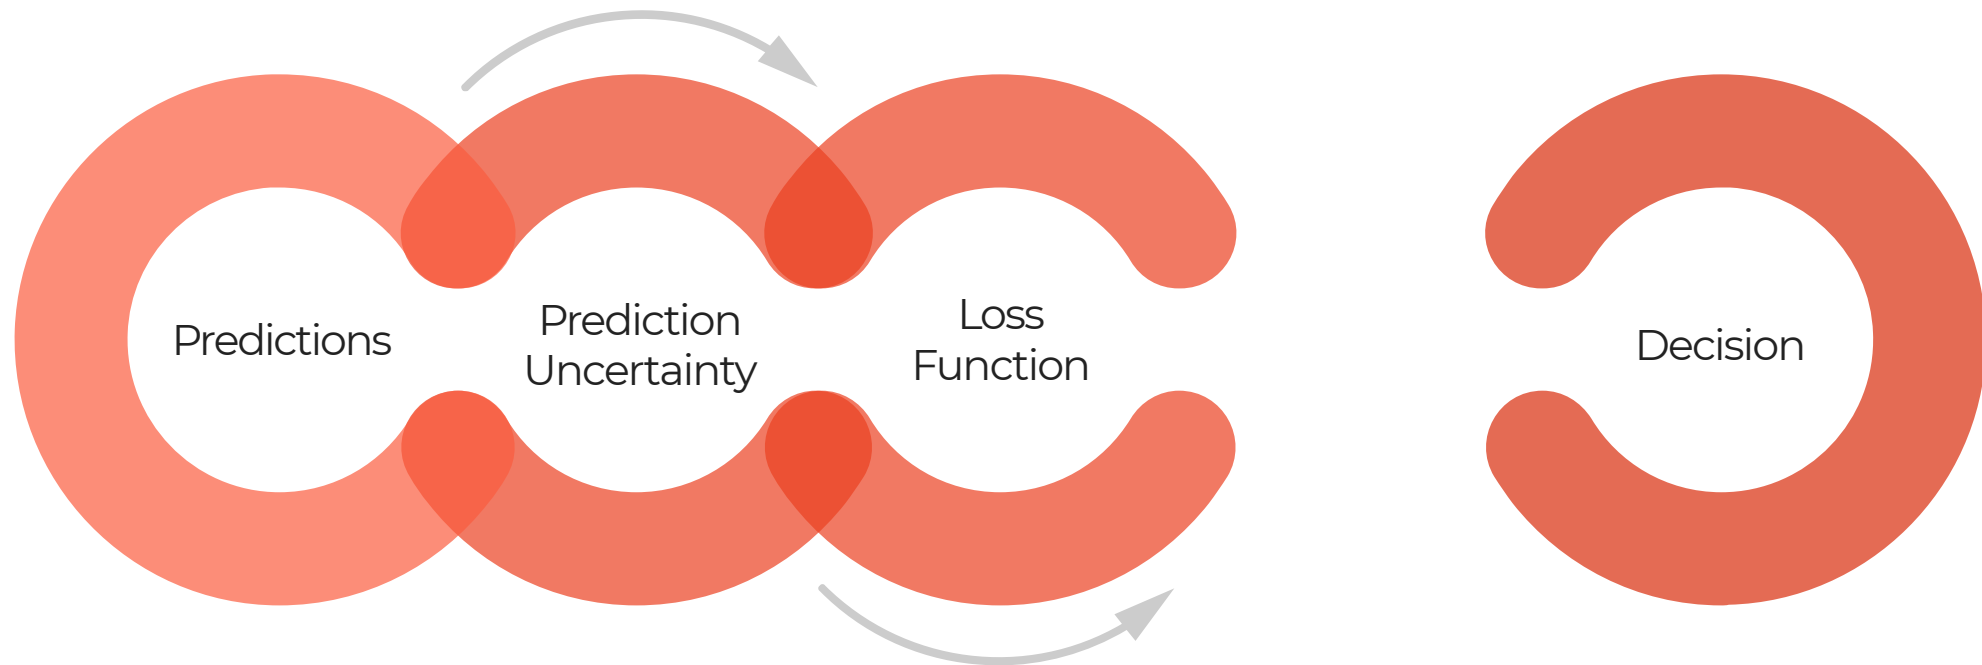 Predictions
Prediction
Uncertainty
Loss
Function
Decision